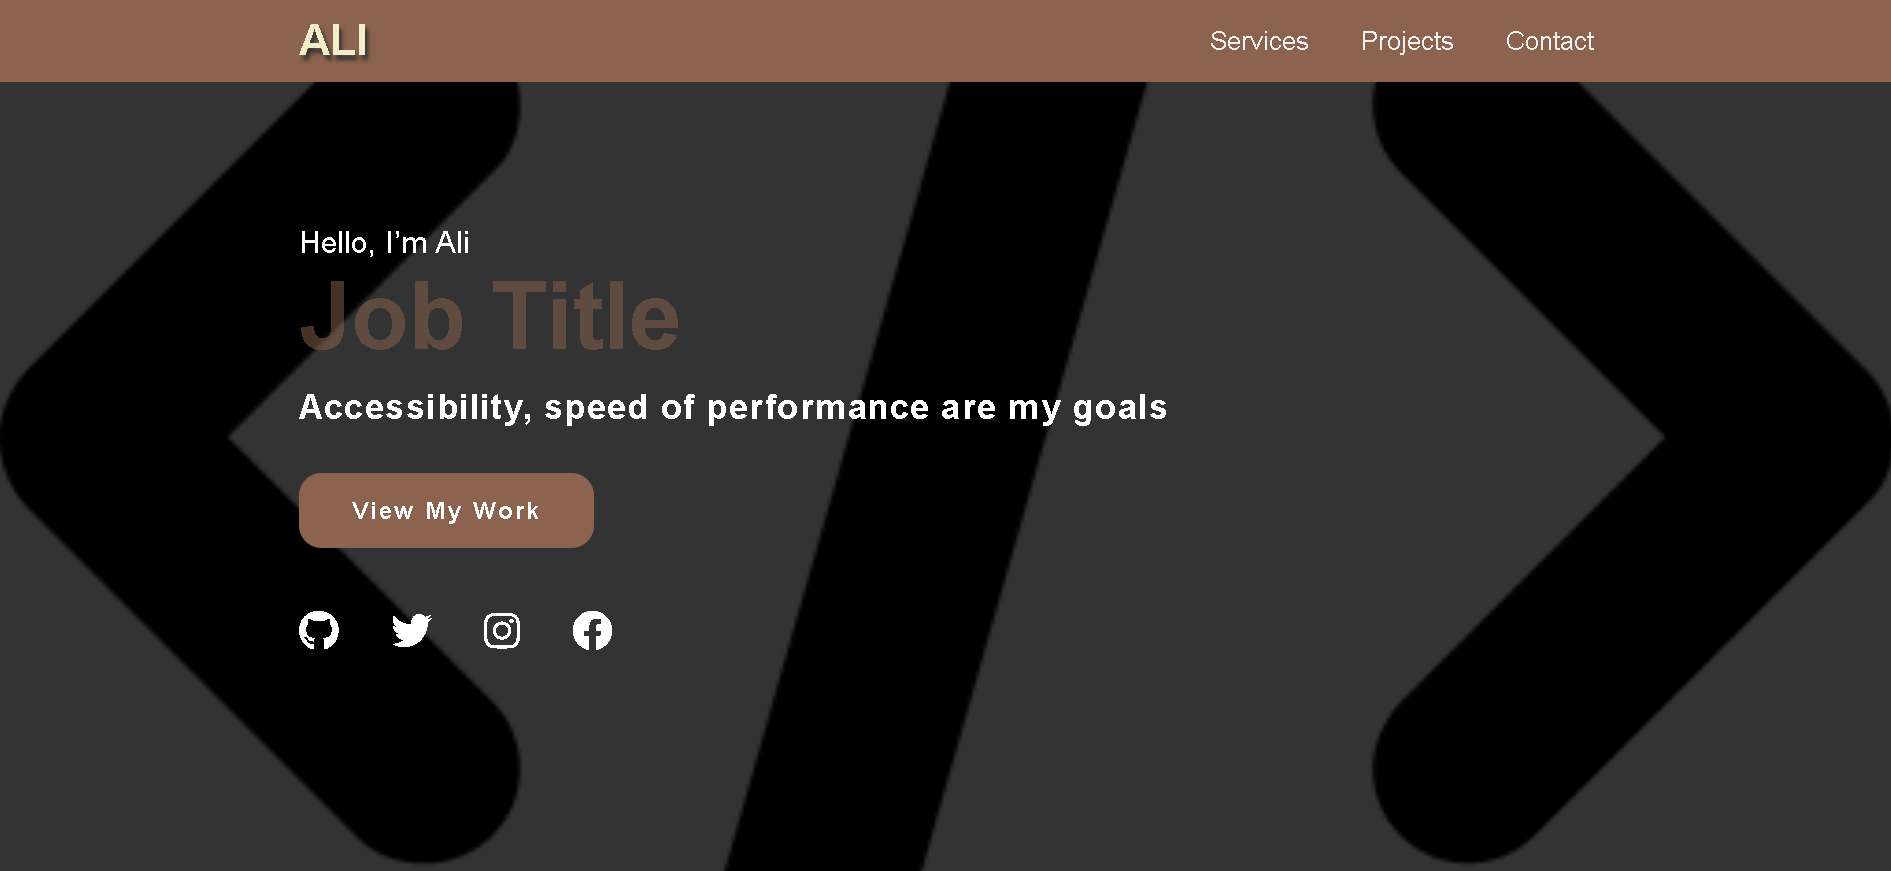 ALI
Services Projects Contact
Hello, I’m Ali
Job Title
Accessibility, speed of performance are my goals
View My Work